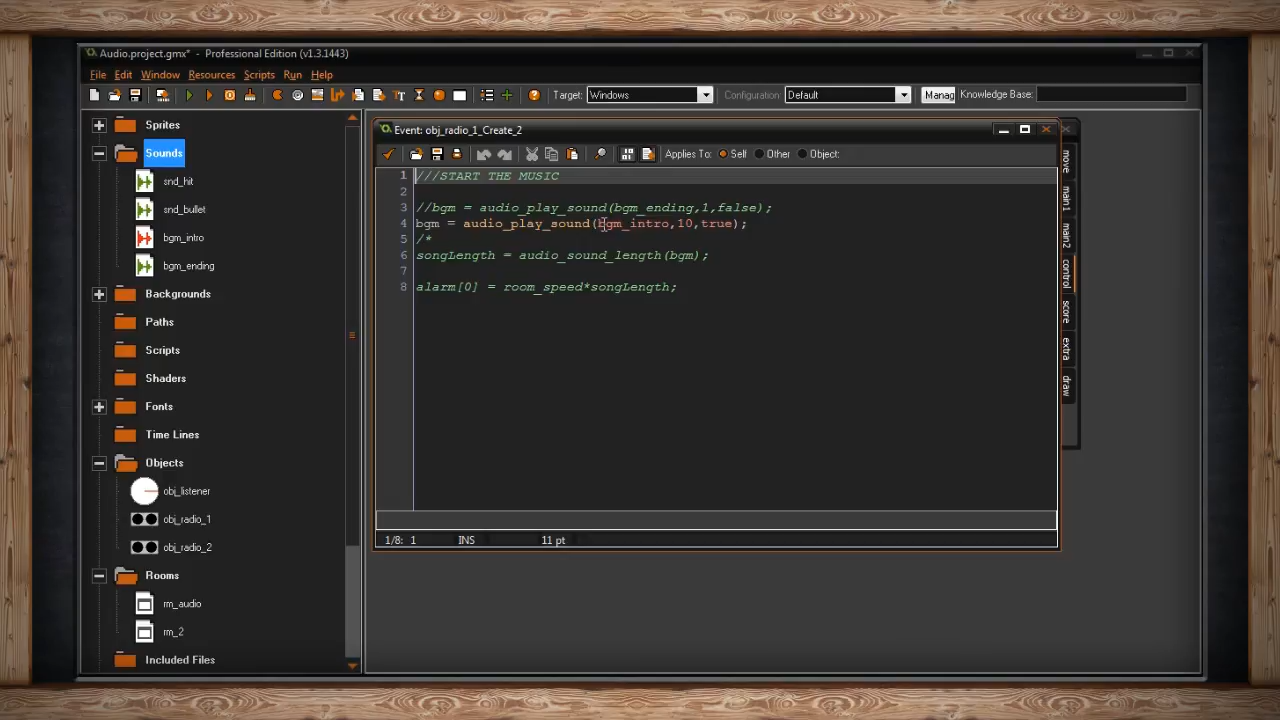 Audio.project.gmx* - Professional Edition (v1.3.1443)
File Edit Window Resources Scripts Run Help
Target: Windows Configuration: Default Manag Knowledge Base:
Sprites
Sounds
snd_hit
snd_bullet
bgm_intro
bgm_ending
Backgrounds
Paths
Scripts
Shaders
Fonts
Time Lines
Objects
obj_listener
obj_radio_1
obj_radio_2
Rooms
rm_audio
rm_2
Included Files
Event: obj_radio_1_Create_2
Applies To: Self Other Object:
1 ///START THE MUSIC
2
3 //bgm = audio_play_sound(bgm_ending,1,false);
4 bgm = audio_play_sound(bgm_intro,10,true);
5 /*
6 songLength = audio_sound_length(bgm);
7
8 alarm[0] = room_speed*songLength;
1/8: 1 INS 11 pt
move
main1
main2
control
score
extra
draw